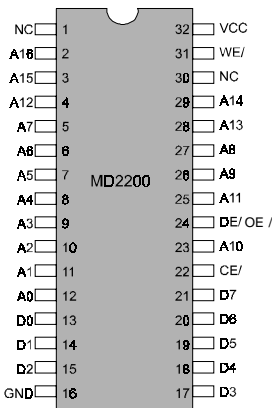 NC 1 32 VCC
A16 2 31 WE/
A15 3 30 NC
A12 4 29 A14
A7 5 28 A13
A6 6 27 A8
A5 7 26 A9
MD2200
A4 8 25 A11
A3 9 24 DE/ OE /
A2 10 23 A10
A1 11 22 CE/
A0 12 21 D7
D0 13 20 D6
D1 14 19 D5
D2 15 18 D4
GND 16 17 D3